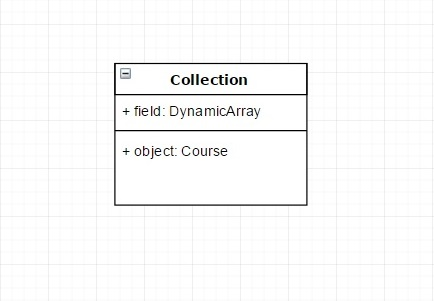 Collection
+ field: DynamicArray
+ object: Course